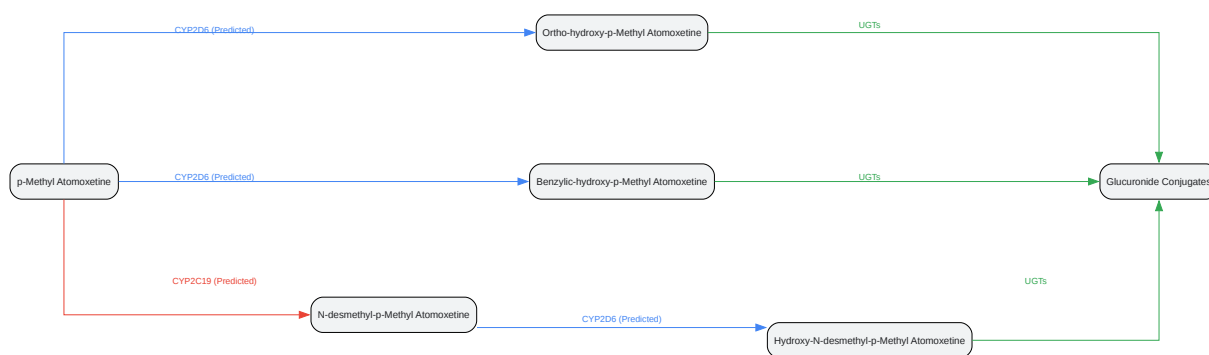 CYP2D6 (Predicted)
Ortho-hydroxy-p-Methyl Atomoxetine
UGTs
p-Methyl Atomoxetine
CYP2D6 (Predicted)
Benzylic-hydroxy-p-Methyl Atomoxetine
UGTs
Glucuronide Conjugates
CYP2C19 (Predicted)
UGTs
N-desmethyl-p-Methyl Atomoxetine
CYP2D6 (Predicted)
Hydroxy-N-desmethyl-p-Methyl Atomoxetine